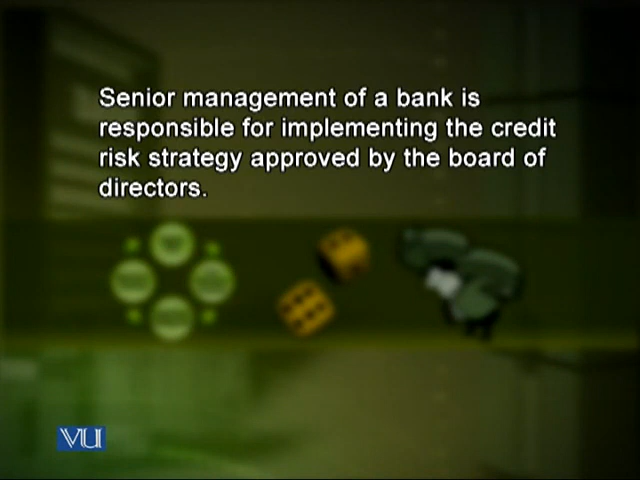 Senior management of a bank is
responsible for implementing the credit
risk strategy approved by the board of
directors.
VU